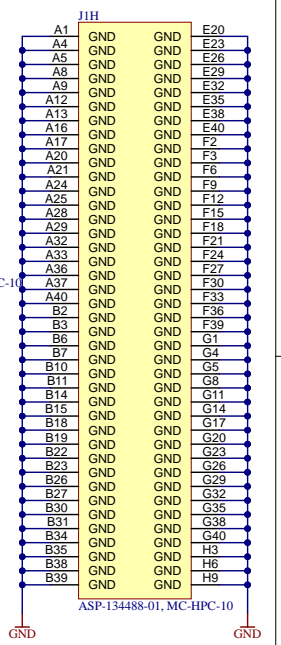 J1H
A1 GND GND E20
A4 GND GND E23
A5 GND GND E26
A8 GND GND E29
A9 GND GND E32
A12 GND GND E35
A13 GND GND E38
A16 GND GND E40
A17 GND GND F2
A20 GND GND F3
A21 GND GND F6
A24 GND GND F9
A25 GND GND F12
A28 GND GND F15
A29 GND GND F18
A32 GND GND F21
A33 GND GND F24
A36 GND GND F27
C-10 A37 GND GND F30
A40 GND GND F33
B2 GND GND F36
B3 GND GND F39
B6 GND GND G1
B7 GND GND G4
B10 GND GND G5
B11 GND GND G8
B14 GND GND G11
B15 GND GND G14
B18 GND GND G17
B19 GND GND G20
B22 GND GND G23
B23 GND GND G26
B26 GND GND G29
B27 GND GND G32
B30 GND GND G35
B31 GND GND G38
B34 GND GND G40
B35 GND GND H3
B38 GND GND H6
B39 GND GND H9
ASP-134488-01, MC-HPC-10
GND GND